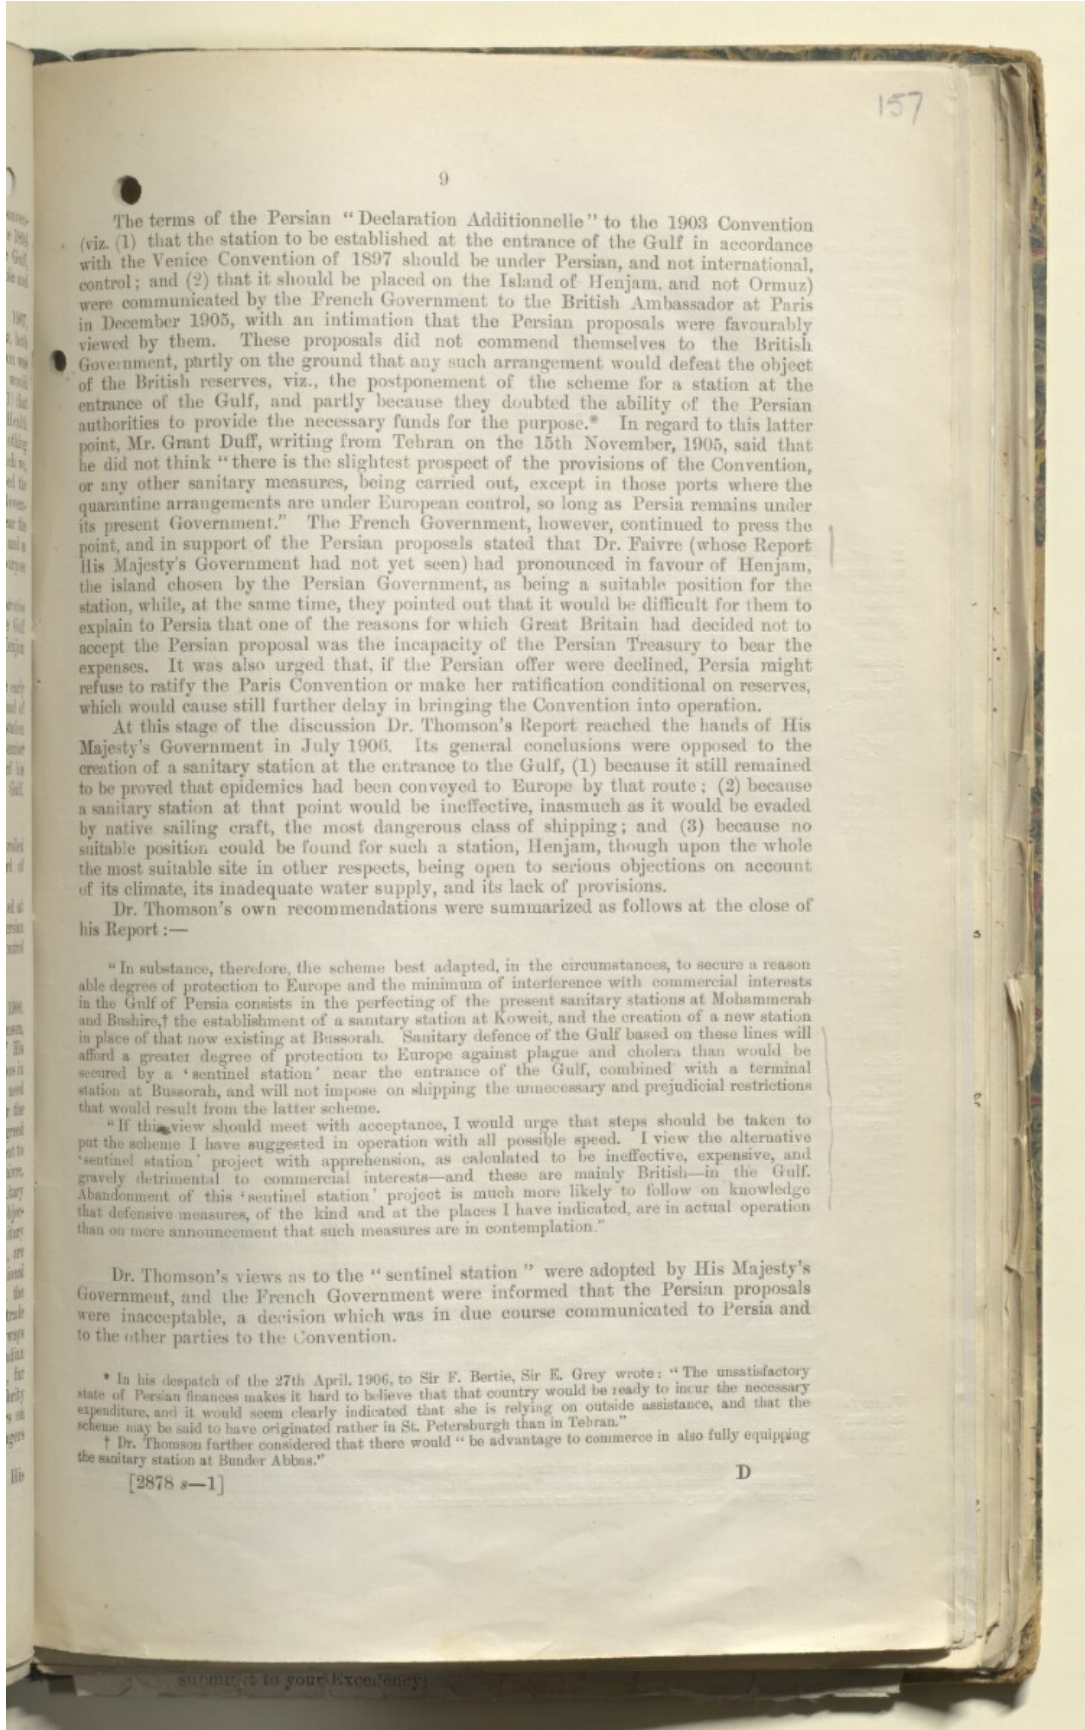 157
9
The terms of the Persian “Declaration Additionnelle” to the 1903 Convention
(viz. (1) that the station to be established at the entrance of the Gulf in accordance
with the Venice Convention of 1897 should be under Persian, and not international,
control; and (2) that it should be placed on the Island of Henjam, and not Ormuz)
were communicated by the French Government to the British Ambassador at Paris
in December 1905, with an intimation that the Persian proposals were favourably
viewed by them. These proposals did not commend themselves to the British
Government, partly on the ground that any such arrangement would defeat the object
of the British reserves, viz., the postponement of the scheme for a station at the
entrance of the Gulf, and partly because they doubted the ability of the Persian
authorities to provide the necessary funds for the purpose.* In regard to this latter
point, Mr. Grant Duff, writing from Tehran on the 15th November, 1905, said that
he did not think “there is the slightest prospect of the provisions of the Convention,
or any other sanitary measures, being carried out, except in those ports where the
quarantine arrangements are under European control, so long as Persia remains under
its present Government.” The French Government, however, continued to press the
point, and in support of the Persian proposals stated that Dr. Faivre (whose Report
His Majesty's Government had not yet seen) had pronounced in favour of Henjam,
the island chosen by the Persian Government, as being a suitable position for the
station, while, at the same time, they pointed out that it would be difficult for them to
explain to Persia that one of the reasons for which Great Britain had decided not to
accept the Persian proposal was the incapacity of the Persian Treasury to bear the
expenses. It was also urged that, if the Persian offer were declined, Persia might
refuse to ratify the Paris Convention or make her ratification conditional on reserves,
which would cause still further delay in bringing the Convention into operation.
At this stage of the discussion Dr. Thomson's Report reached the hands of His
Majesty's Government in July 1906. Its general conclusions were opposed to the
creation of a sanitary station at the entrance to the Gulf, (1) because it still remained
to be proved that epidemics had been conveyed to Europe by that route; (2) because
a sanitary station at that point would be ineffective, inasmuch as it would be evaded
by native sailing craft, the most dangerous class of shipping; and (3) because no
suitable position could be found for such a station, Henjam, though upon the whole
the most suitable site in other respects, being open to serious objections on account
of its climate, its inadequate water supply, and its lack of provisions.
Dr. Thomson's own recommendations were summarized as follows at the close of
his Report:—
“In substance, therefore, the scheme best adapted, in the circumstances, to secure a reason
able degree of protection to Europe and the minimum of interference with commercial interests
in the Gulf of Persia consists in the perfecting of the present sanitary stations at Mohammerah
and Bushire,† the establishment of a sanitary station at Koweit, and the creation of a new station
in place of that now existing at Bussorah. Sanitary defence of the Gulf based on these lines will
afford a greater degree of protection to Europe against plague and cholera than would be
secured by a ‘sentinel station’ near the entrance of the Gulf, combined with a terminal
station at Bussorah, and will not impose on shipping the unnecessary and prejudicial restrictions
that would result from the latter scheme.
“If this view should meet with acceptance, I would urge that steps should be taken to
put the scheme I have suggested in operation with all possible speed. I view the alternative
‘sentinel station’ project with apprehension, as calculated to be ineffective, expensive, and
gravely detrimental to commercial interests—and these are mainly British—in the Gulf.
Abandonment of this ‘sentinel station’ project is much more likely to follow on knowledge
that defensive measures, of the kind and at the places I have indicated, are in actual operation
than on mere announcement that such measures are in contemplation.”
Dr. Thomson's views as to the “sentinel station” were adopted by His Majesty's
Government, and the French Government were informed that the Persian proposals
were inacceptable, a decision which was in due course communicated to Persia and
to the other parties to the Convention.
* In his despatch of the 27th April, 1906, to Sir F. Bertie, Sir E. Grey wrote: “The unsatisfactory
state of Persian finances makes it hard to believe that that country would be ready to incur the necessary
expenditure, and it would seem clearly indicated that she is relying on outside assistance, and that the
scheme may be said to have originated rather in St. Petersburgh than in Tehran.”
† Dr. Thomson further considered that there would “be advantage to commerce in also fully equipping
the sanitary station at Bunder Abbas.”
[2878 s—1]
D
submit to your Excellency